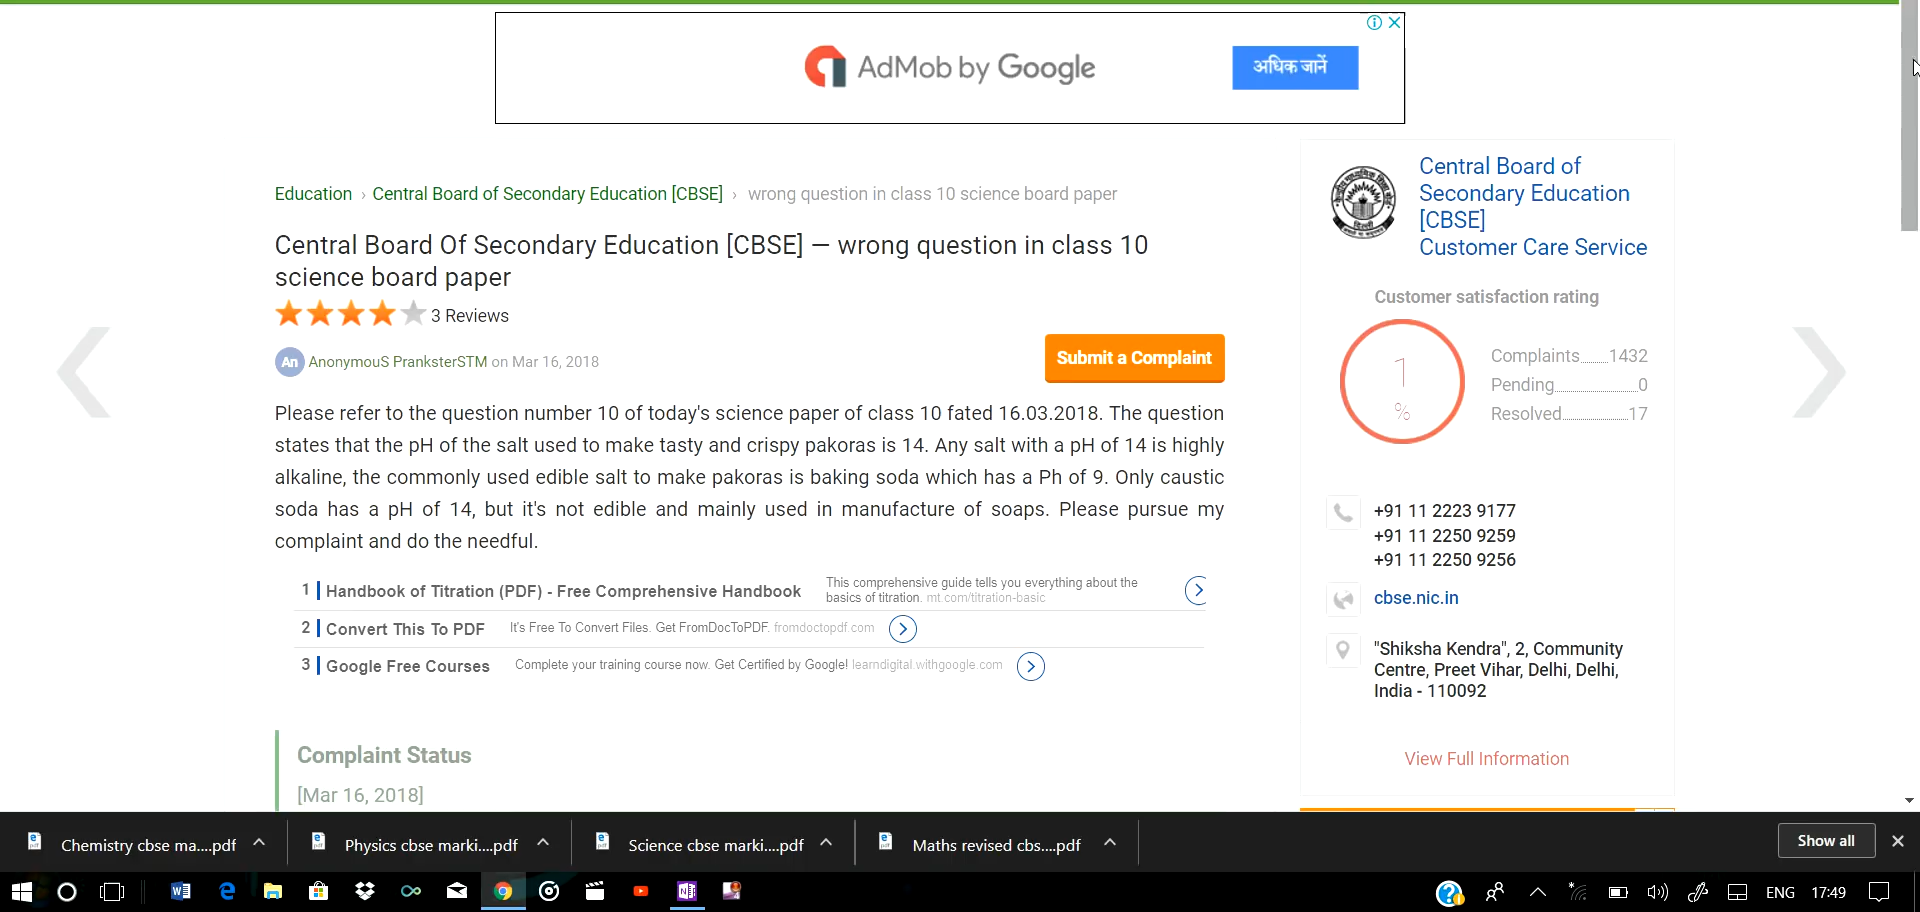 AdMob by Google
अधिक जानें
Education › Central Board of Secondary Education [CBSE] › wrong question in class 10 science board paper
Central Board Of Secondary Education [CBSE] — wrong question in class 10
science board paper
3 Reviews
An AnonymouS PranksterSTM on Mar 16, 2018
Submit a Complaint
Please refer to the question number 10 of today's science paper of class 10 fated 16.03.2018. The question
states that the pH of the salt used to make tasty and crispy pakoras is 14. Any salt with a pH of 14 is highly
alkaline, the commonly used edible salt to make pakoras is baking soda which has a Ph of 9. Only caustic
soda has a pH of 14, but it's not edible and mainly used in manufacture of soaps. Please pursue my
complaint and do the needful.
1 Handbook of Titration (PDF) - Free Comprehensive Handbook
This comprehensive guide tells you everything about the
basics of titration. mt.com/titration-basic
2 Convert This To PDF It's Free To Convert Files. Get FromDocToPDF. fromdoctopdf.com
3 Google Free Courses Complete your training course now. Get Certified by Google! learndigital.withgoogle.com
Complaint Status
[Mar 16, 2018]
Central Board of
Secondary Education
[CBSE]
Customer Care Service
Customer satisfaction rating
1
%
Complaints......1432
Pending......0
Resolved......17
+91 11 2223 9177
+91 11 2250 9259
+91 11 2250 9256
cbse.nic.in
"Shiksha Kendra", 2, Community
Centre, Preet Vihar, Delhi, Delhi,
India - 110092
View Full Information
Chemistry cbse ma....pdf
Physics cbse marki....pdf
Science cbse marki....pdf
Maths revised cbs....pdf
Show all
ENG 17:49